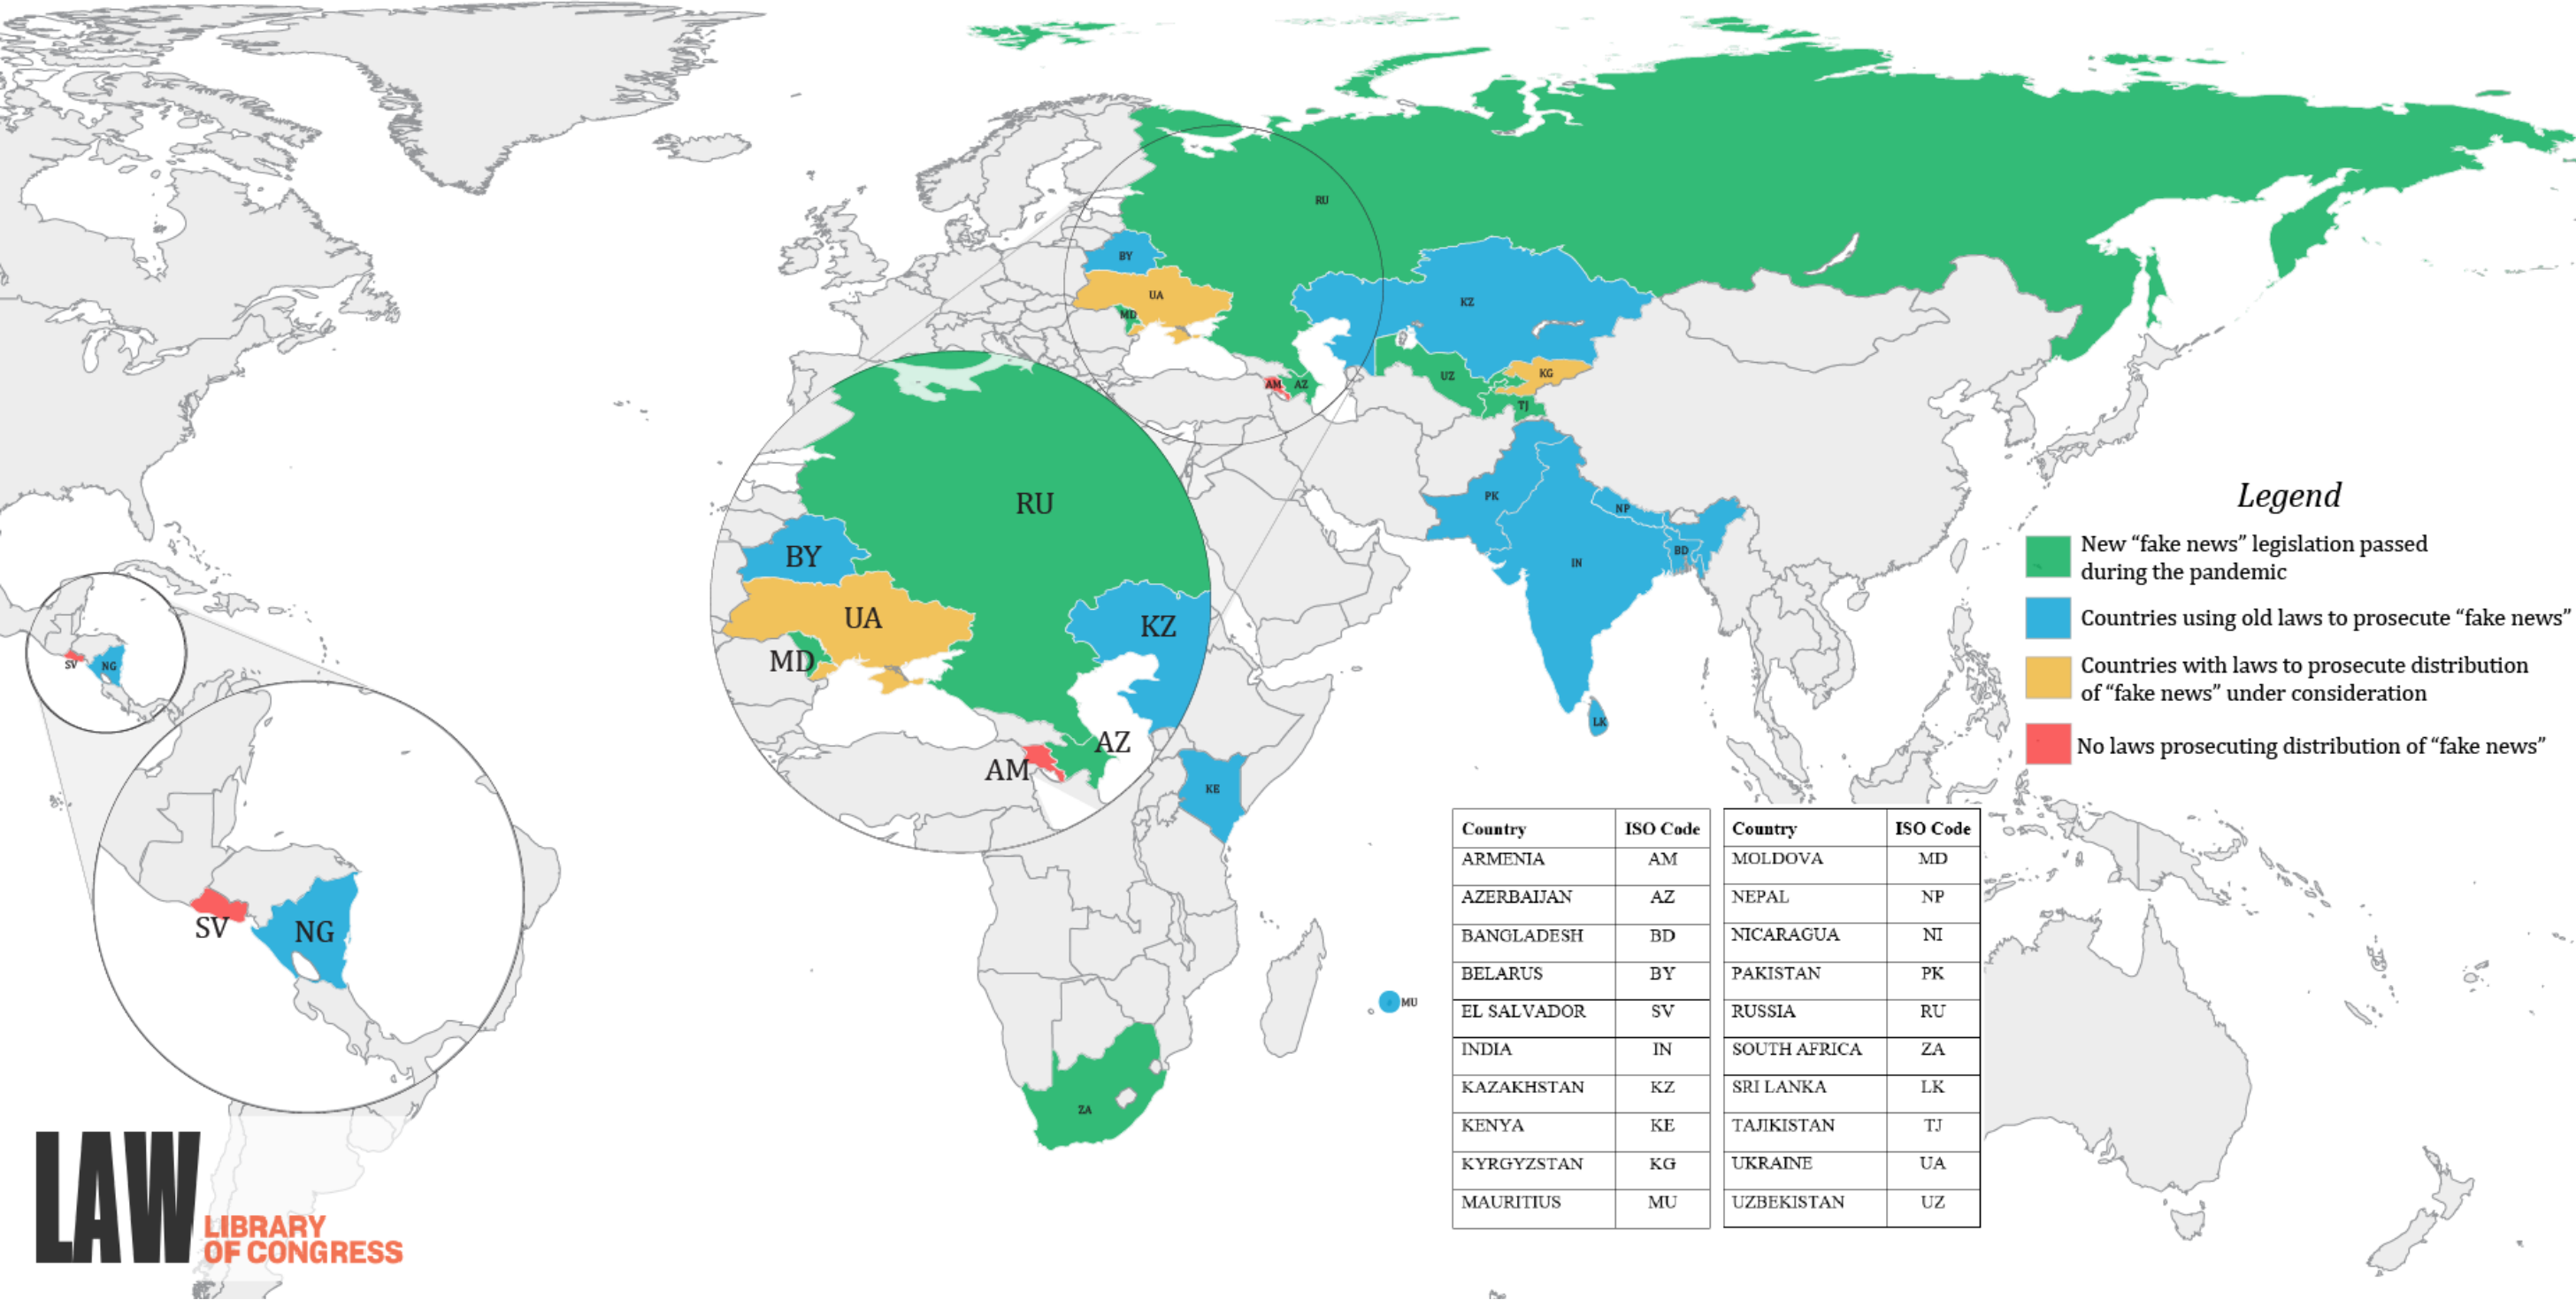 RU
BY
UA
MD
KZ
AM
AZ
UZ
KG
TJ
PK
NP
IN
BD
LK
RU
BY
UA
MD
KZ
AZ
AM
SV
NG
SV
NG
KE
MU
ZA
Legend
New “fake news” legislation passed
during the pandemic
Countries using old laws to prosecute “fake news”
Countries with laws to prosecute distribution
of “fake news” under consideration
No laws prosecuting distribution of “fake news”
Country ISO Code Country ISO Code
ARMENIA AM MOLDOVA MD
AZERBAIJAN AZ NEPAL NP
BANGLADESH BD NICARAGUA NI
BELARUS BY PAKISTAN PK
EL SALVADOR SV RUSSIA RU
INDIA IN SOUTH AFRICA ZA
KAZAKHSTAN KZ SRI LANKA LK
KENYA KE TAJIKISTAN TJ
KYRGYZSTAN KG UKRAINE UA
MAURITIUS MU UZBEKISTAN UZ
LAW
LIBRARY
OF CONGRESS